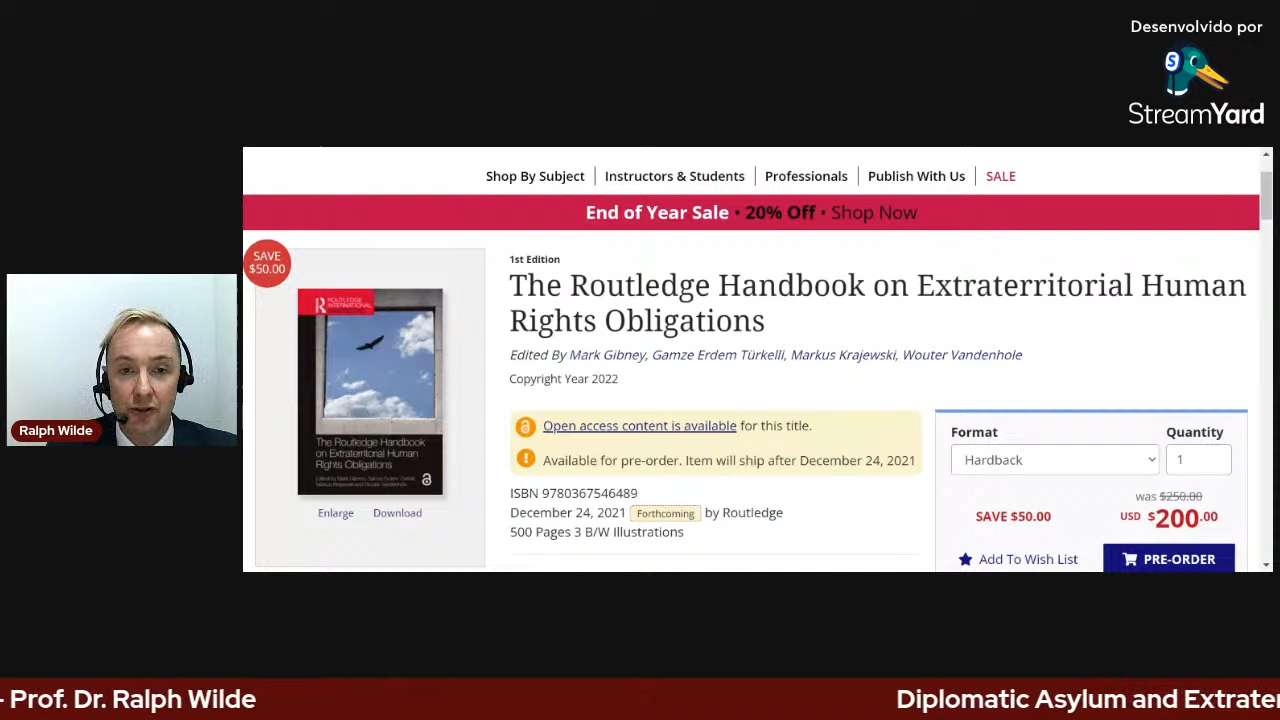 Desenvolvido por
StreamYard
Shop By Subject
Instructors & Students
Professionals
Publish With Us
SALE
End of Year Sale • 20% Off • Shop Now
SAVE
$50.00
ROUTLEDGE
INTERNATIONAL
The Routledge Handbook
on Extraterritorial Human
Rights Obligations
Enlarge
Download
1st Edition
The Routledge Handbook on Extraterritorial Human
Rights Obligations
Edited By Mark Gibney, Gamze Erdem Türkelli, Markus Krajewski, Wouter Vandenhole
Copyright Year 2022
Open access content is available for this title.
Available for pre-order. Item will ship after December 24, 2021
ISBN 9780367546489
December 24, 2021 Forthcoming by Routledge
500 Pages 3 B/W Illustrations
Format
Quantity
Hardback
1
was $250.00
SAVE $50.00
USD $200.00
Add To Wish List
PRE-ORDER
Ralph Wilde
- Prof. Dr. Ralph Wilde
Diplomatic Asylum and Extrater